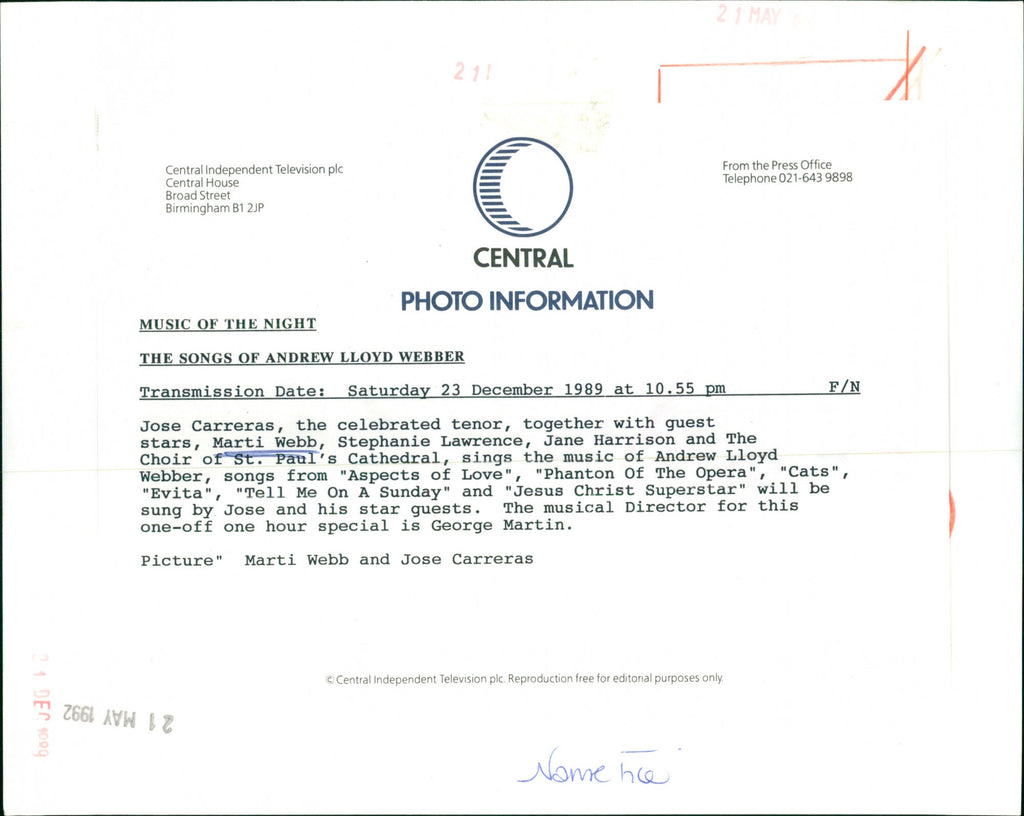 21 MAY
21
Central Independent Television plc
Central House
Broad Street
Birmingham B1 2JP
From the Press Office
Telephone 021-643 9898
CENTRAL
PHOTO INFORMATION
MUSIC OF THE NIGHT
THE SONGS OF ANDREW LLOYD WEBBER
Transmission Date: Saturday 23 December 1989 at 10.55 pm F/N
Jose Carreras, the celebrated tenor, together with guest
stars, Marti Webb, Stephanie Lawrence, Jane Harrison and The
Choir of St. Paul's Cathedral, sings the music of Andrew Lloyd
Webber, songs from "Aspects of Love", "Phanton Of The Opera", "Cats",
"Evita", "Tell Me On A Sunday" and "Jesus Christ Superstar" will be
sung by Jose and his star guests. The musical Director for this
one-off one hour special is George Martin.
Picture" Marti Webb and Jose Carreras
© Central Independent Television plc. Reproduction free for editorial purposes only.
21 DEC 1989
21 MAY 1992